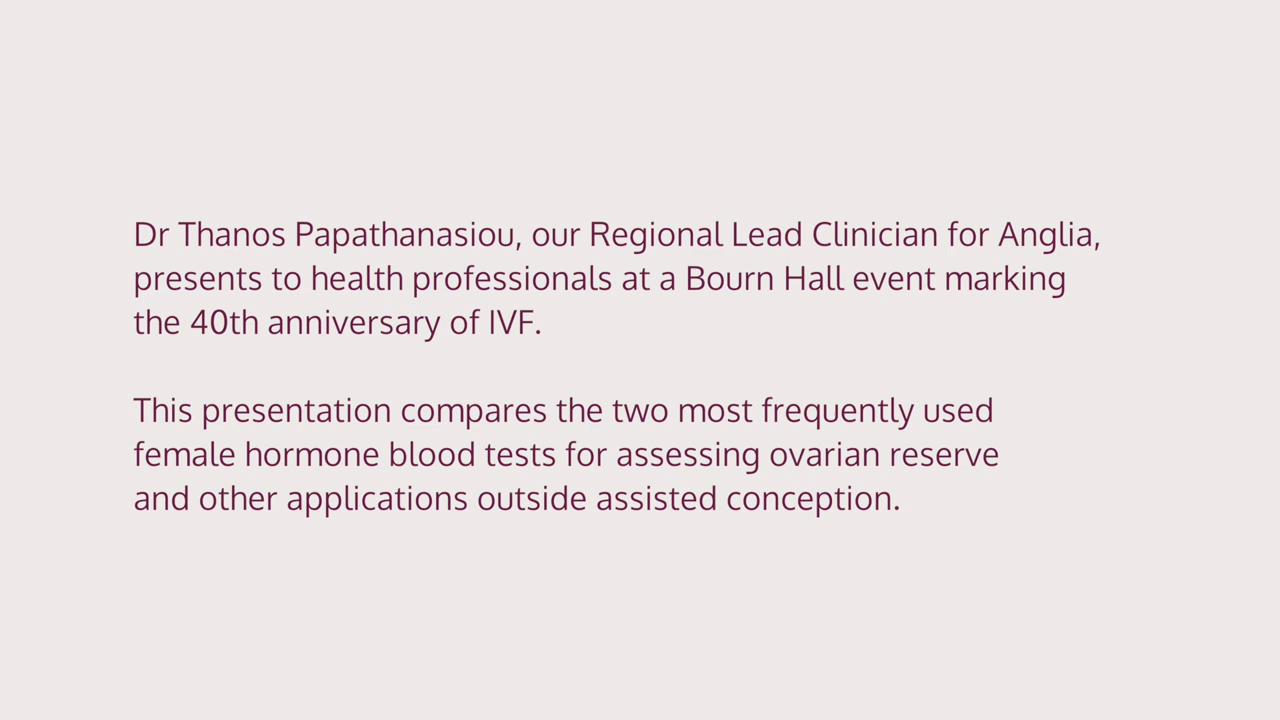 Dr Thanos Papathanasiou, our Regional Lead Clinician for Anglia,
presents to health professionals at a Bourn Hall event marking
the 40th anniversary of IVF.
This presentation compares the two most frequently used
female hormone blood tests for assessing ovarian reserve
and other applications outside assisted conception.